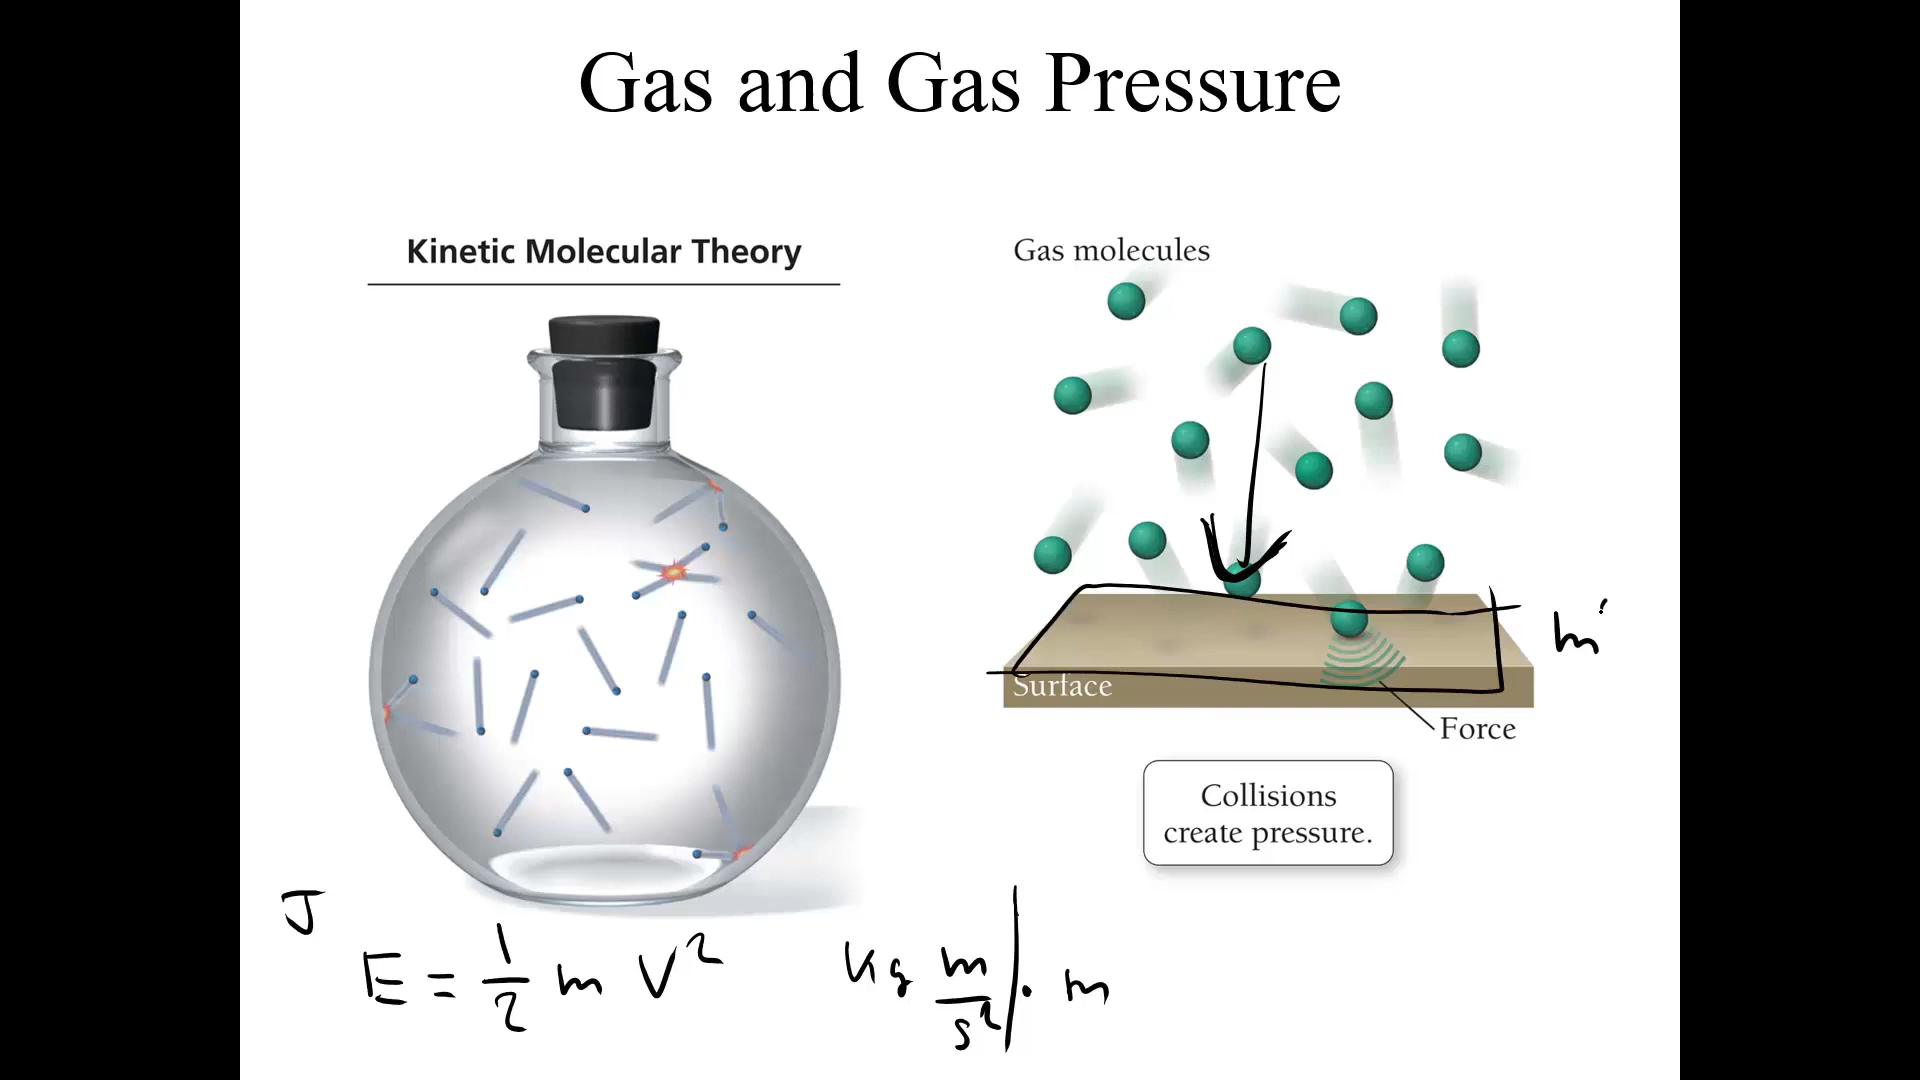 Gas and Gas Pressure
Kinetic Molecular Theory
Gas molecules
Surface
m
Force
Collisions
create pressure.
J
E = 1/2 m V²
kg m/s² · m